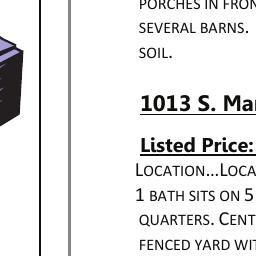 PORCHES IN FRON
SEVERAL BARNS.
SOIL.
1013 S. Ma
Listed Price:
LOCATION...LOCA
1 BATH SITS ON 5
QUARTERS. CENT
FENCED YARD WIT